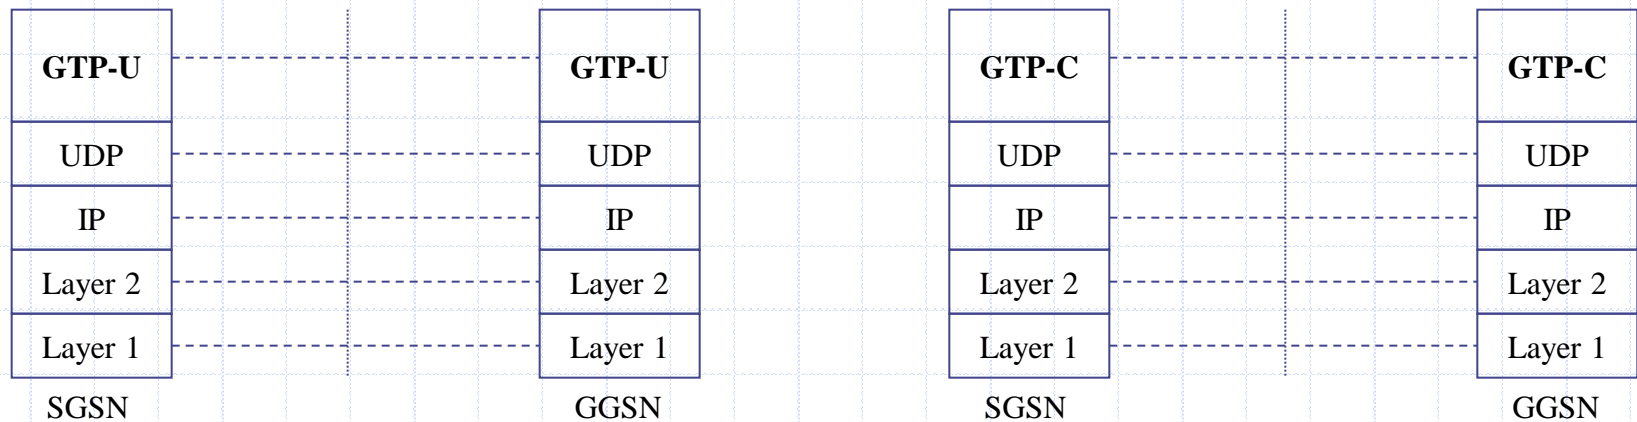 GTP-U GTP-U GTP-C GTP-C
UDP UDP UDP UDP
IP IP IP IP
Layer 2 Layer 2 Layer 2 Layer 2
Layer 1 Layer 1 Layer 1 Layer 1
SGSN GGSN SGSN GGSN